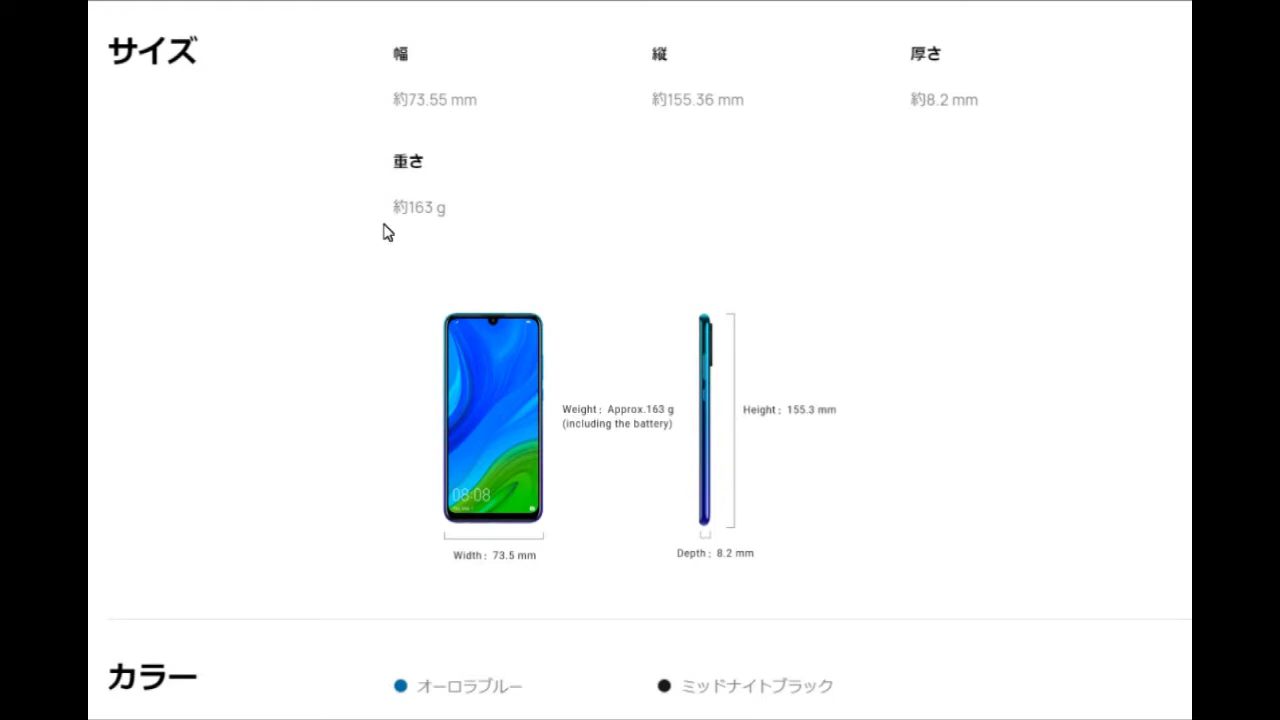 サイズ
幅
縦
厚さ
約73.55 mm
約155.36 mm
約8.2 mm
重さ
約163 g
08:08
Weight : Approx.163 g
(including the battery)
Height : 155.3 mm
Width : 73.5 mm
Depth : 8.2 mm
カラー
オーロラブルー
ミッドナイトブラック